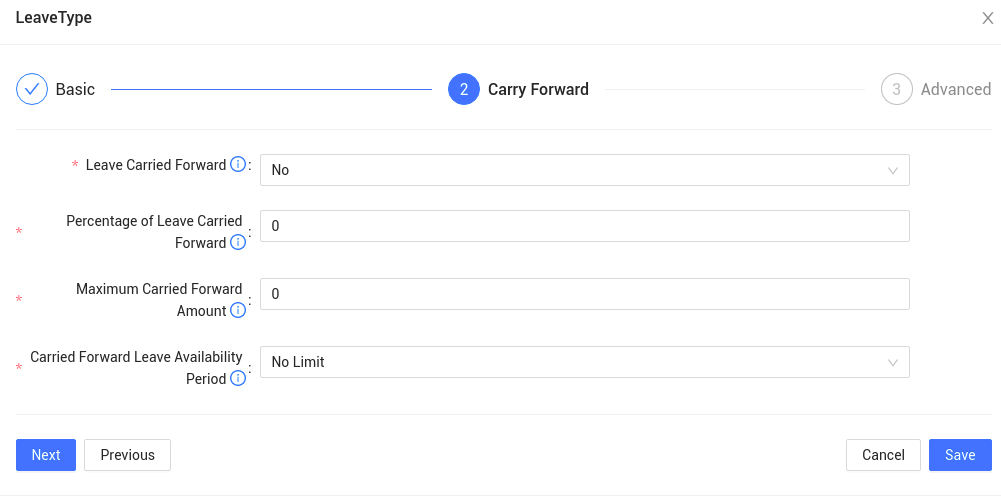 LeaveType
Basic
2 Carry Forward
3 Advanced
* Leave Carried Forward : No
Percentage of Leave Carried
* Forward : 0
Maximum Carried Forward
* Amount : 0
Carried Forward Leave Availability
* Period : No Limit
Next Previous Cancel Save